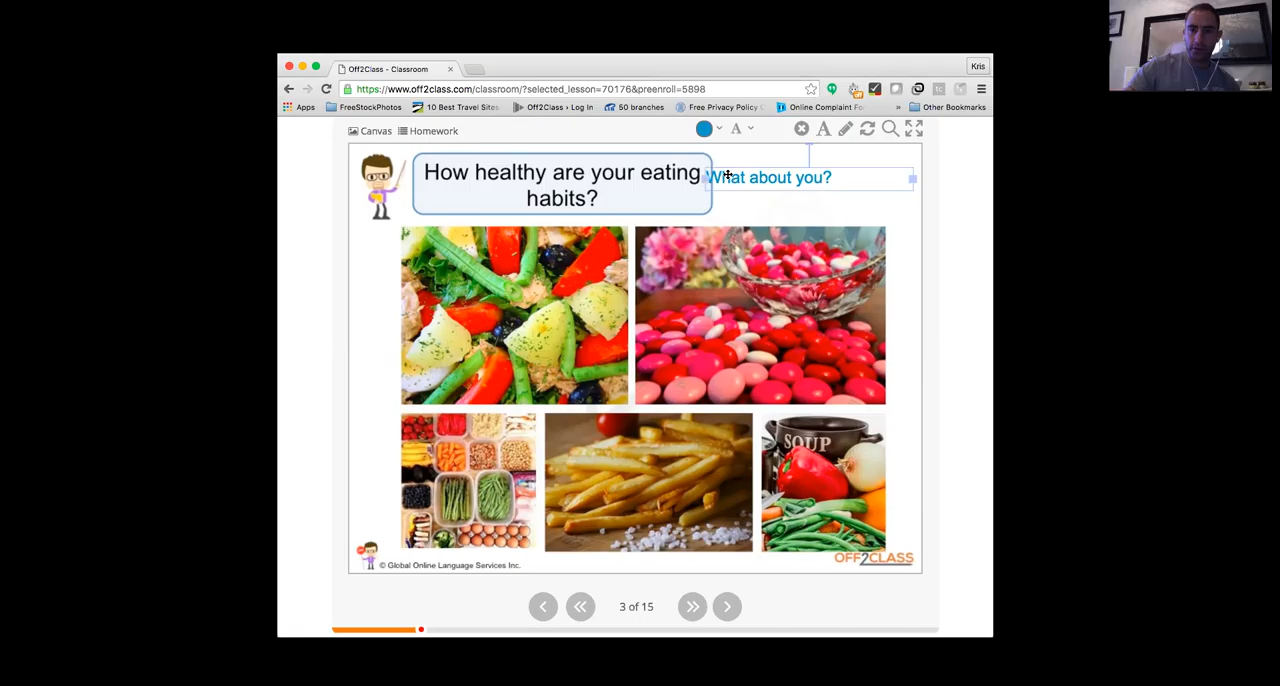 Off2Class - Classroom
Kris
https://www.off2class.com/classroom/?selected_lesson=70176&preenroll=5898
Apps
FreeStockPhotos
10 Best Travel Sites
Off2Class › Log In
50 branches
Free Privacy Policy
Online Complaint Fo
» Other Bookmarks
Canvas
Homework
A
A
How healthy are your eating
habits?
What about you?
SOUP
© Global Online Language Services Inc.
OFF2CLASS
3 of 15